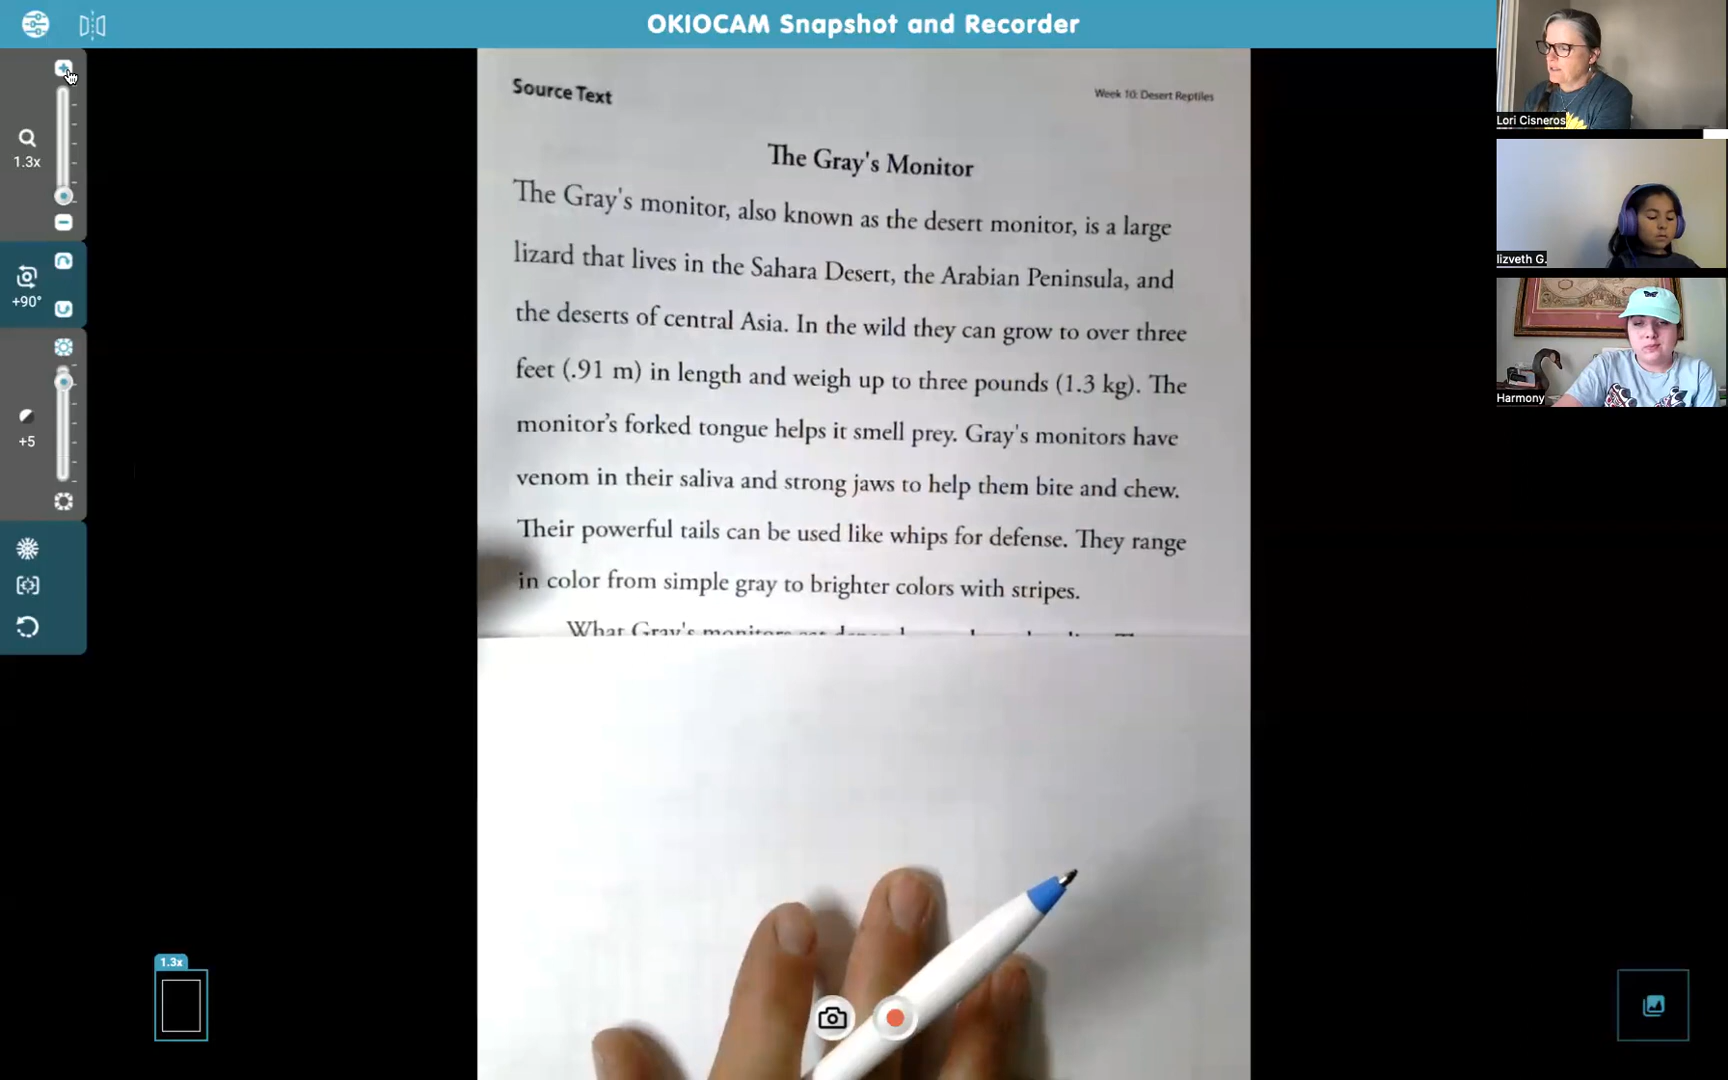 OKIOCAM Snapshot and Recorder
1.3x
+90°
+5
1.3x
Source Text
Week 10: Desert Reptiles
The Gray's Monitor
The Gray's monitor, also known as the desert monitor, is a large
lizard that lives in the Sahara Desert, the Arabian Peninsula, and
the deserts of central Asia. In the wild they can grow to over three
feet (.91 m) in length and weigh up to three pounds (1.3 kg). The
monitor's forked tongue helps it smell prey. Gray's monitors have
venom in their saliva and strong jaws to help them bite and chew.
Their powerful tails can be used like whips for defense. They range
in color from simple gray to brighter colors with stripes.
What Gray's monitors
Lori Cisneros
lizveth G.
Harmony